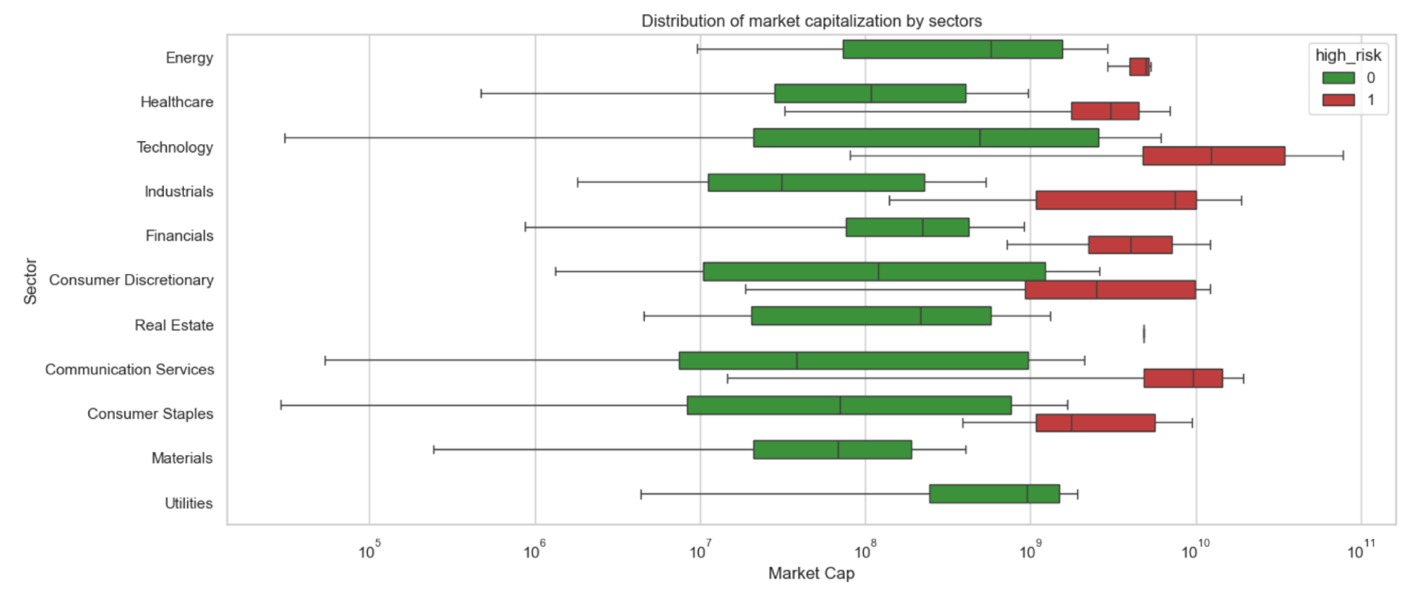 Distribution of market capitalization by sectors
high_risk
0
1
Energy
Healthcare
Technology
Industrials
Financials
Consumer Discretionary
Real Estate
Communication Services
Consumer Staples
Materials
Utilities
Sector
10^5 10^6 10^7 10^8 10^9 10^10 10^11
Market Cap